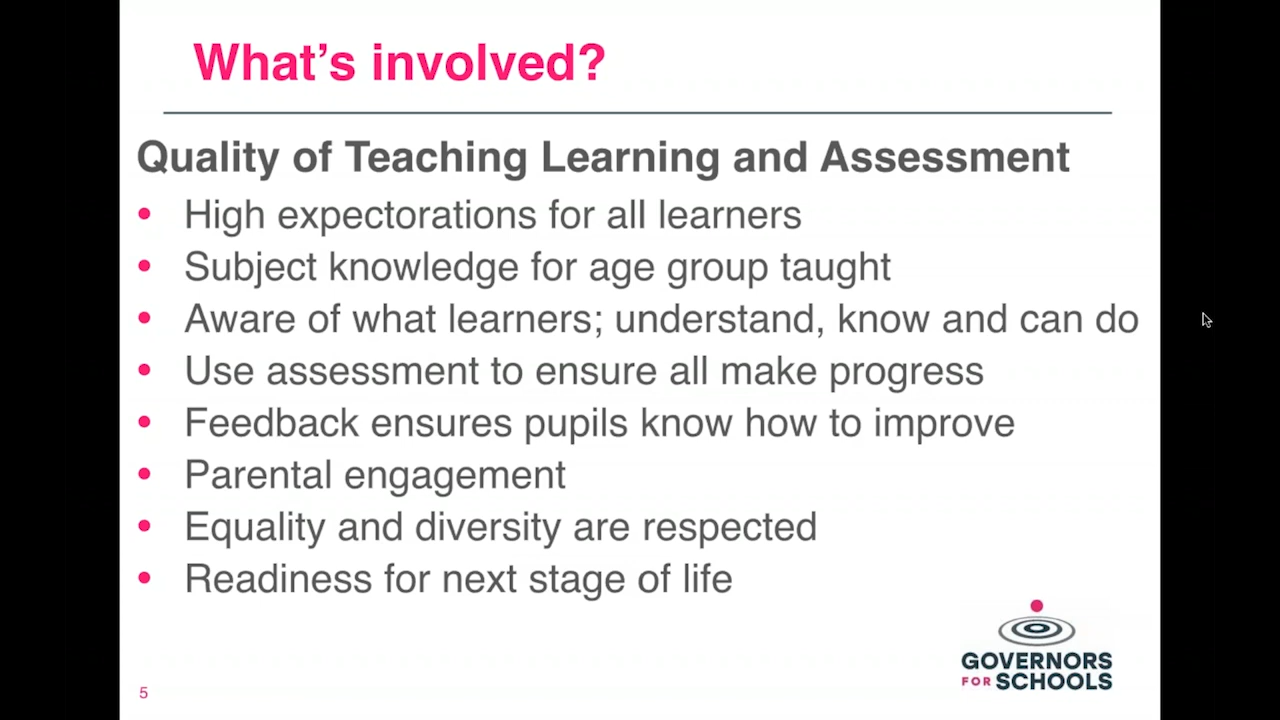 What's involved?
Quality of Teaching Learning and Assessment
• High expectorations for all learners
• Subject knowledge for age group taught
• Aware of what learners; understand, know and can do
• Use assessment to ensure all make progress
• Feedback ensures pupils know how to improve
• Parental engagement
• Equality and diversity are respected
• Readiness for next stage of life
GOVERNORS
FOR SCHOOLS
5